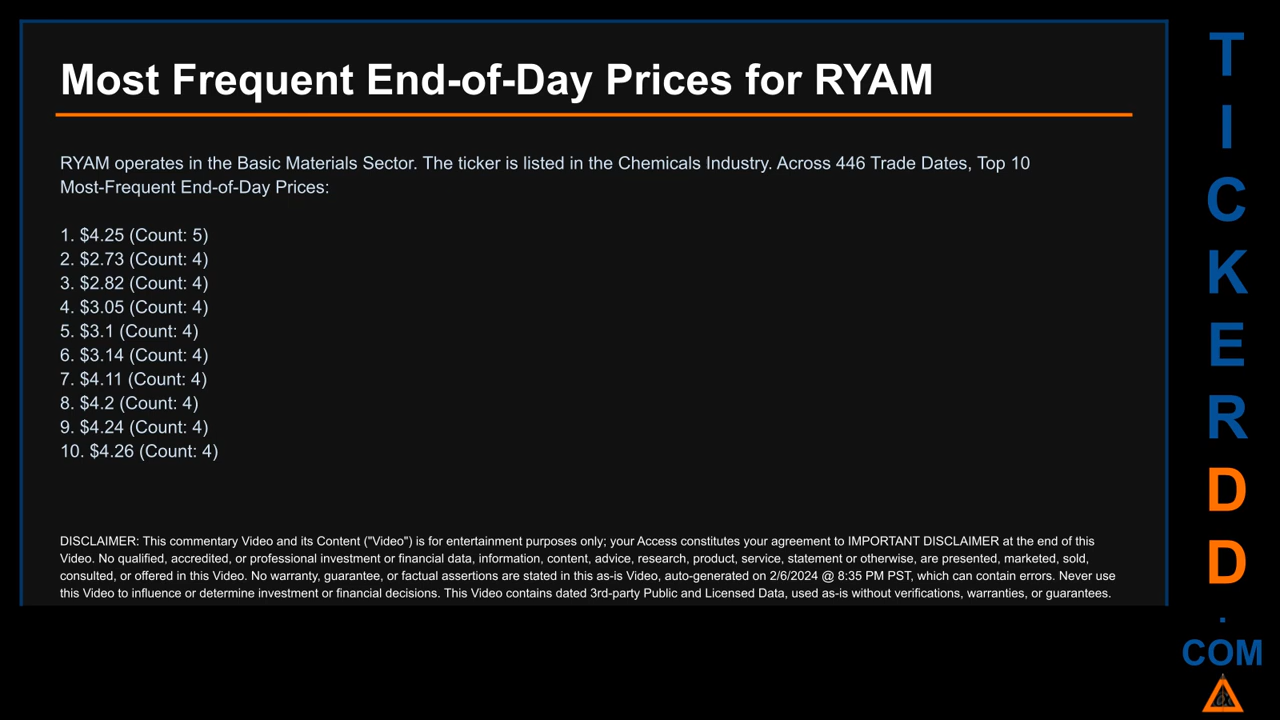 Most Frequent End-of-Day Prices for RYAM
RYAM operates in the Basic Materials Sector. The ticker is listed in the Chemicals Industry. Across 446 Trade Dates, Top 10
Most-Frequent End-of-Day Prices:
1. $4.25 (Count: 5)
2. $2.73 (Count: 4)
3. $2.82 (Count: 4)
4. $3.05 (Count: 4)
5. $3.1 (Count: 4)
6. $3.14 (Count: 4)
7. $4.11 (Count: 4)
8. $4.2 (Count: 4)
9. $4.24 (Count: 4)
10. $4.26 (Count: 4)
DISCLAIMER: This commentary Video and its Content ("Video") is for entertainment purposes only; your Access constitutes your agreement to IMPORTANT DISCLAIMER at the end of this
Video. No qualified, accredited, or professional investment or financial data, information, content, advice, research, product, service, statement or otherwise, are presented, marketed, sold,
consulted, or offered in this Video. No warranty, guarantee, or factual assertions are stated in this as-is Video, auto-generated on 2/6/2024 @ 8:35 PM PST, which can contain errors. Never use
this Video to influence or determine investment or financial decisions. This Video contains dated 3rd-party Public and Licensed Data, used as-is without verifications, warranties, or guarantees.
T
I
C
K
E
R
D
D
.
COM